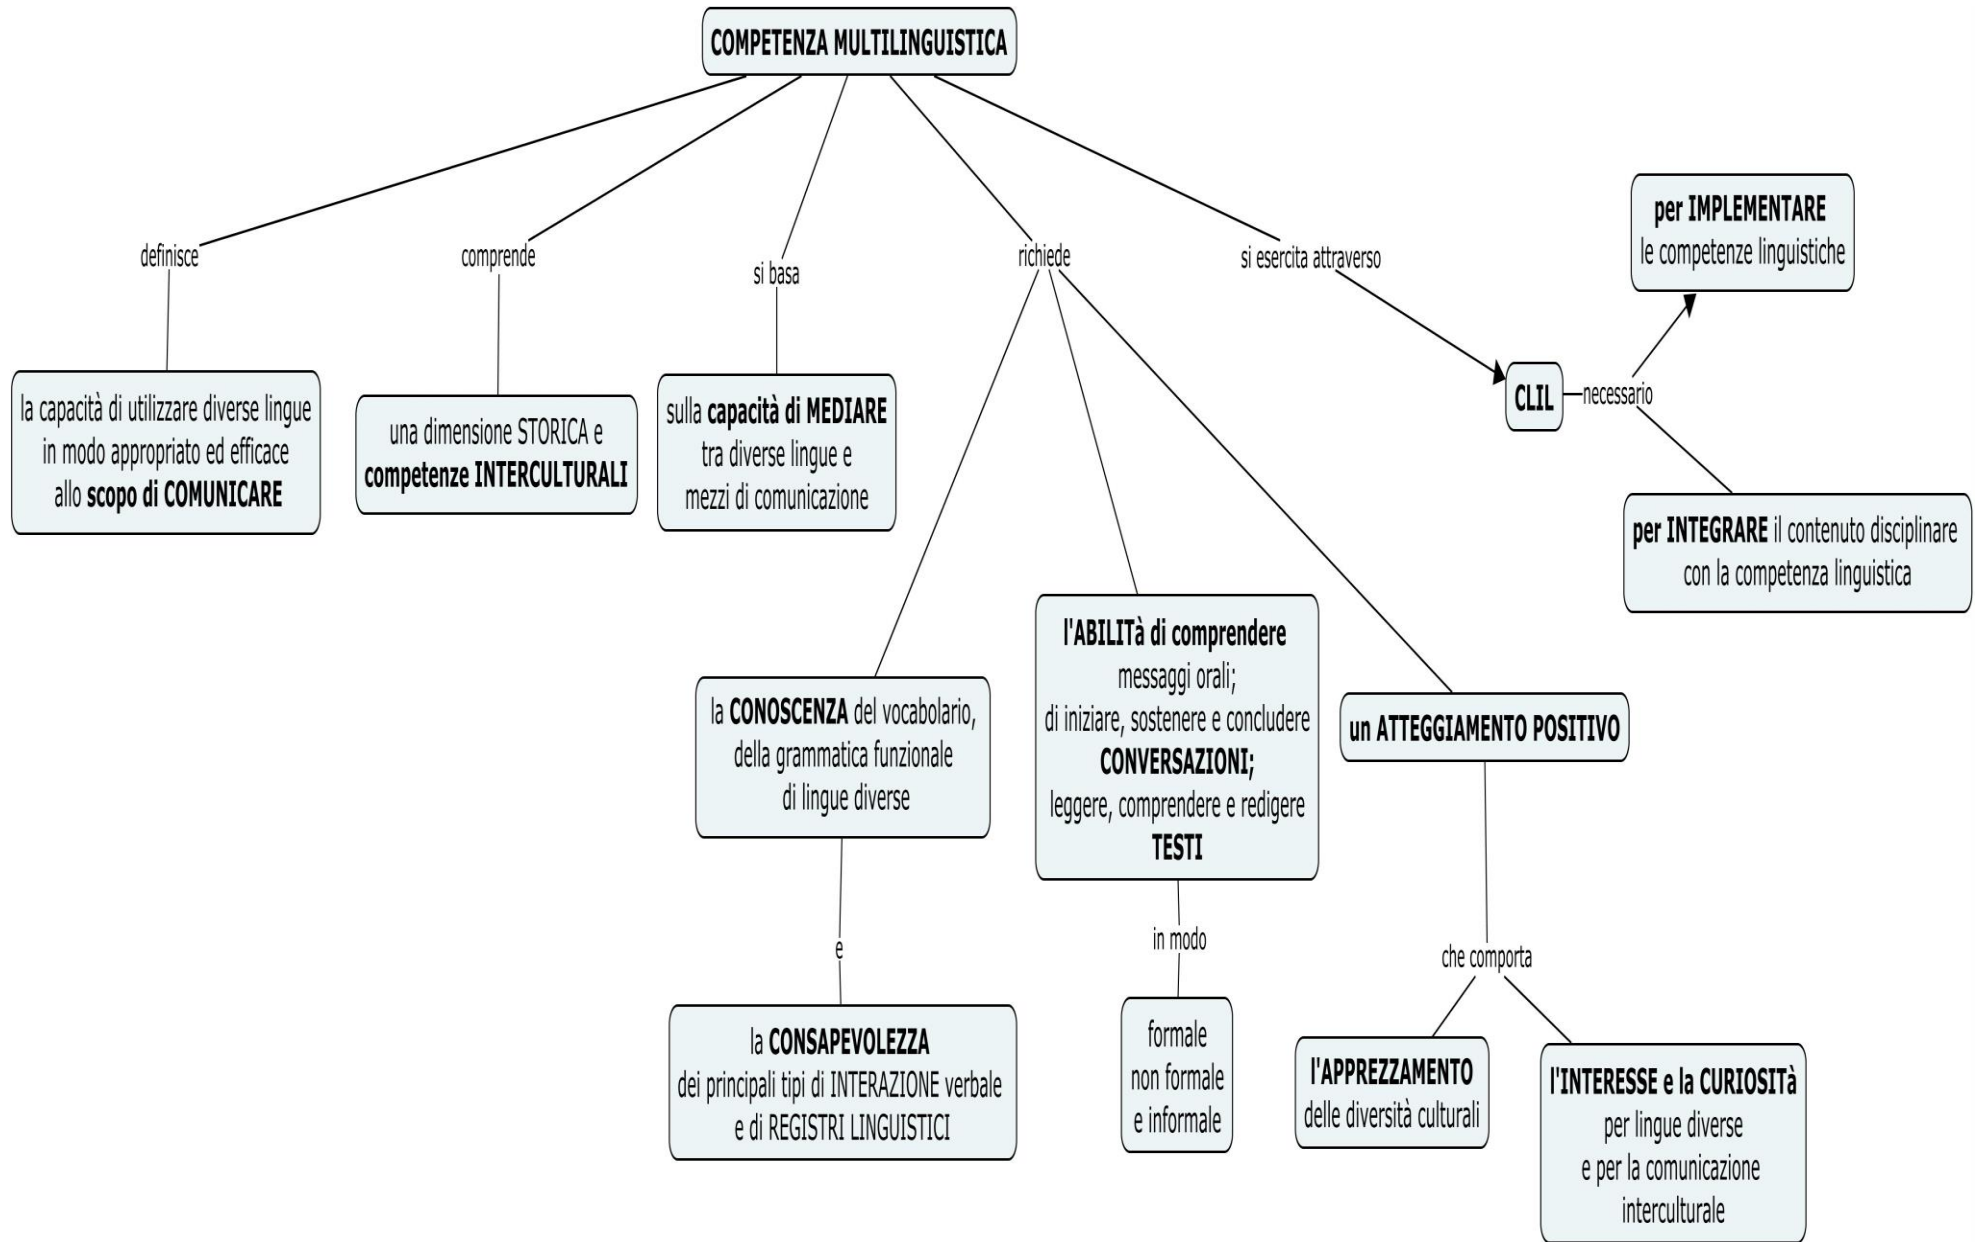 COMPETENZA MULTILINGUISTICA
definisce
la capacità di utilizzare diverse lingue
in modo appropriato ed efficace
allo scopo di COMUNICARE
comprende
una dimensione STORICA e
competenze INTERCULTURALI
si basa
sulla capacità di MEDIARE
tra diverse lingue e
mezzi di comunicazione
richiede
la CONOSCENZA del vocabolario,
della grammatica funzionale
di lingue diverse
e
la CONSAPEVOLEZZA
dei principali tipi di INTERAZIONE verbale
e di REGISTRI LINGUISTICI
l'ABILITà di comprendere
messaggi orali;
di iniziare, sostenere e concludere
CONVERSAZIONI;
leggere, comprendere e redigere
TESTI
in modo
formale
non formale
e informale
un ATTEGGIAMENTO POSITIVO
che comporta
l'APPREZZAMENTO
delle diversità culturali
l'INTERESSE e la CURIOSITà
per lingue diverse
e per la comunicazione
interculturale
si esercita attraverso
CLIL
necessario
per IMPLEMENTARE
le competenze linguistiche
per INTEGRARE il contenuto disciplinare
con la competenza linguistica